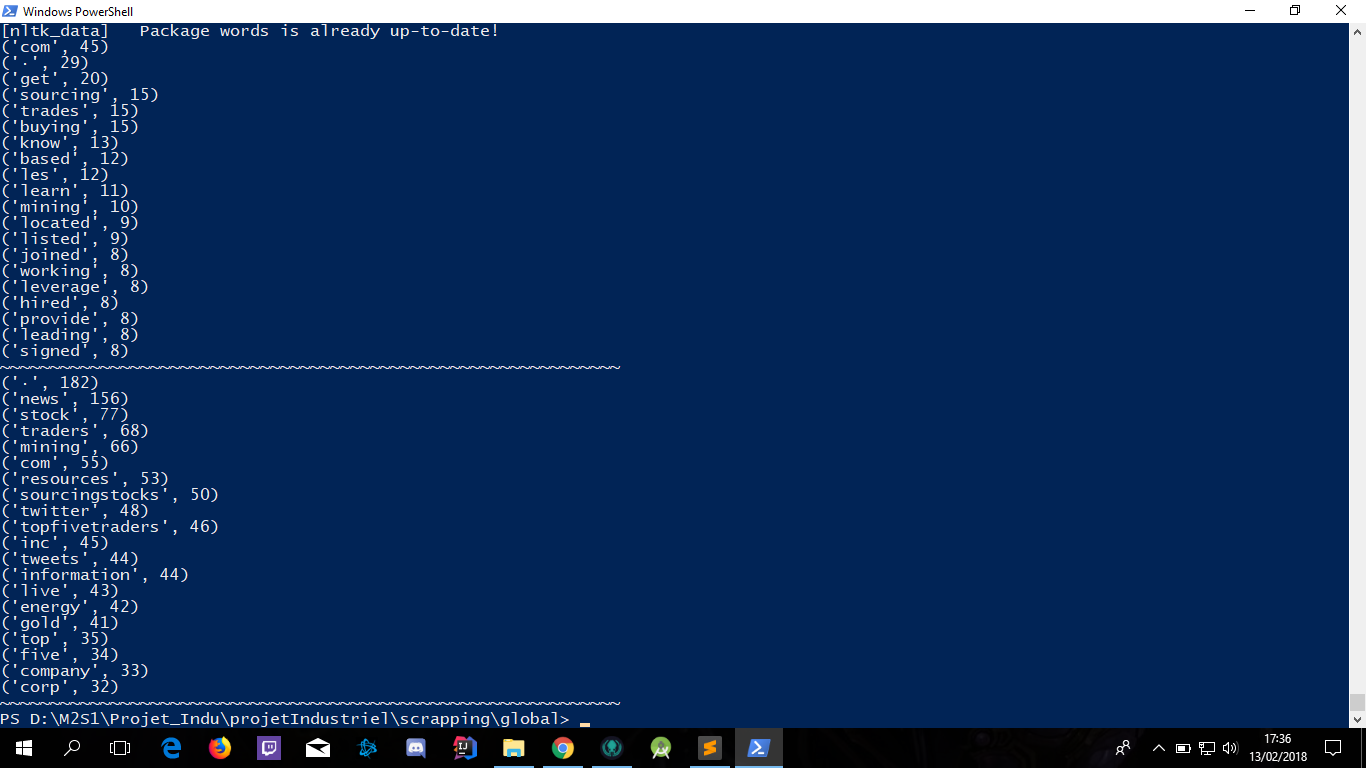 Windows PowerShell
[nltk_data]   Package words is already up-to-date!
('com', 45)
('·', 29)
('get', 20)
('sourcing', 15)
('trades', 15)
('buying', 15)
('know', 13)
('based', 12)
('les', 12)
('learn', 11)
('mining', 10)
('located', 9)
('listed', 9)
('joined', 8)
('working', 8)
('leverage', 8)
('hired', 8)
('provide', 8)
('leading', 8)
('signed', 8)
~~~~~~~~~~~~~~~~~~~~~~~~~~~~~~~~~~~~~~~~~~~~~~~~~~~~~~~~~~~~~~
('·', 182)
('news', 156)
('stock', 77)
('traders', 68)
('mining', 66)
('com', 55)
('resources', 53)
('sourcingstocks', 50)
('twitter', 48)
('topfivetraders', 46)
('inc', 45)
('tweets', 44)
('information', 44)
('live', 43)
('energy', 42)
('gold', 41)
('top', 35)
('five', 34)
('company', 33)
('corp', 32)
~~~~~~~~~~~~~~~~~~~~~~~~~~~~~~~~~~~~~~~~~~~~~~~~~~~~~~~~~~~~~~
PS D:\M2S1\Projet_Indu\projetIndustriel\scrapping\global>
17:36
13/02/2018